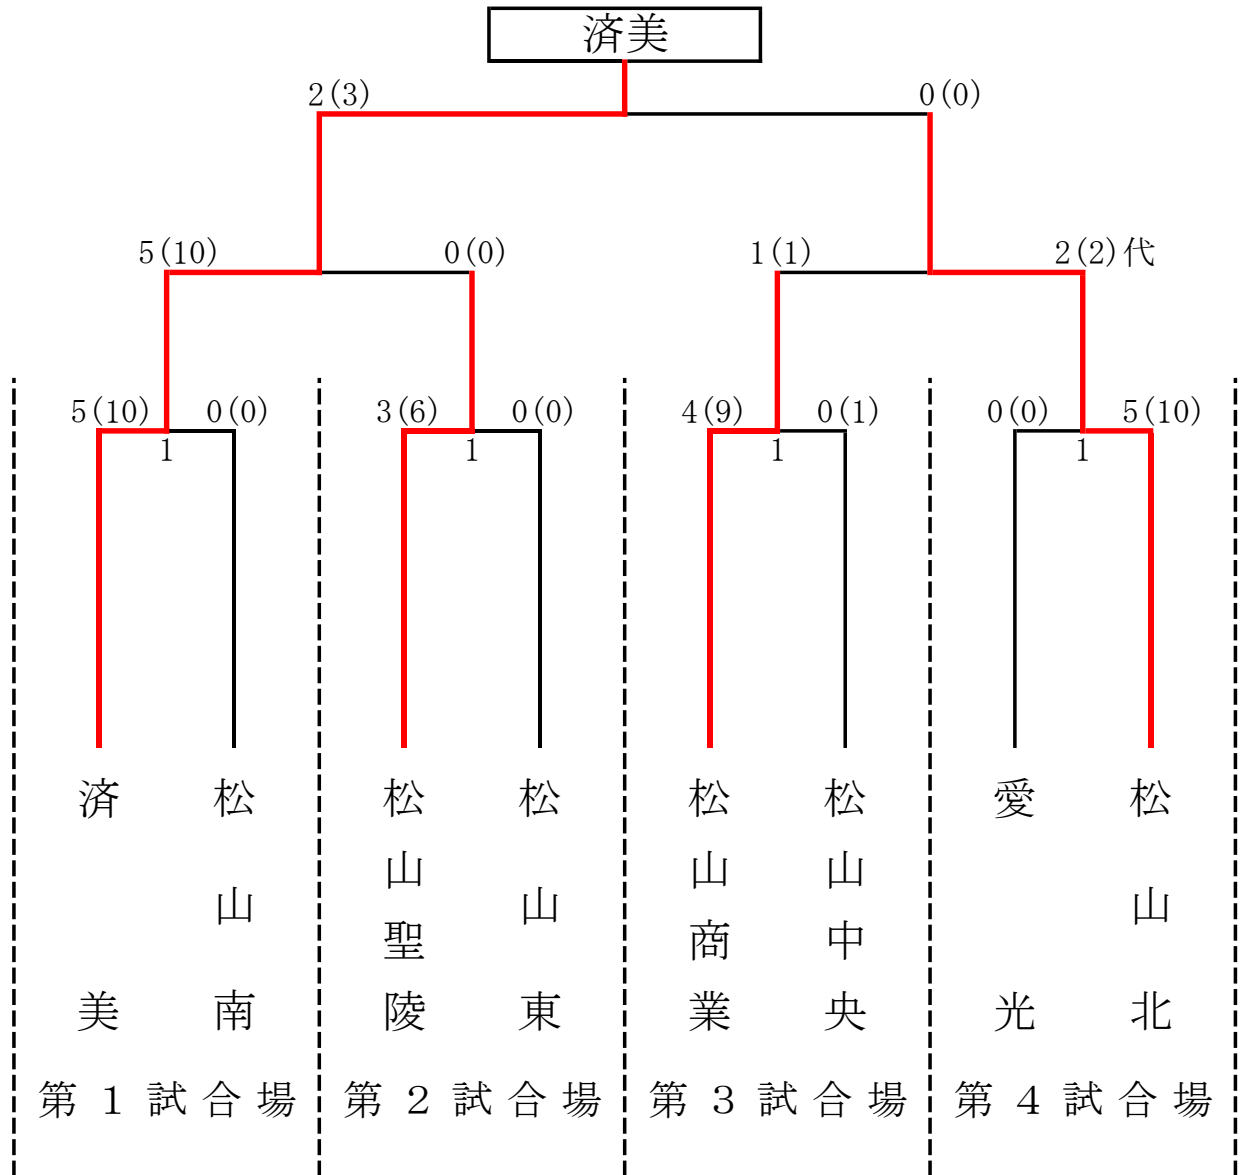 済美
2(3) 0(0)
5(10) 0(0) 1(1) 2(2)代
5(10) 0(0) 3(6) 0(0) 4(9) 0(1) 0(0) 5(10)
1 1 1 1
済美
松山南
松山聖陵
松山東
松山商業
松山中央
愛光
松山北
第1試合場 第2試合場 第3試合場 第4試合場